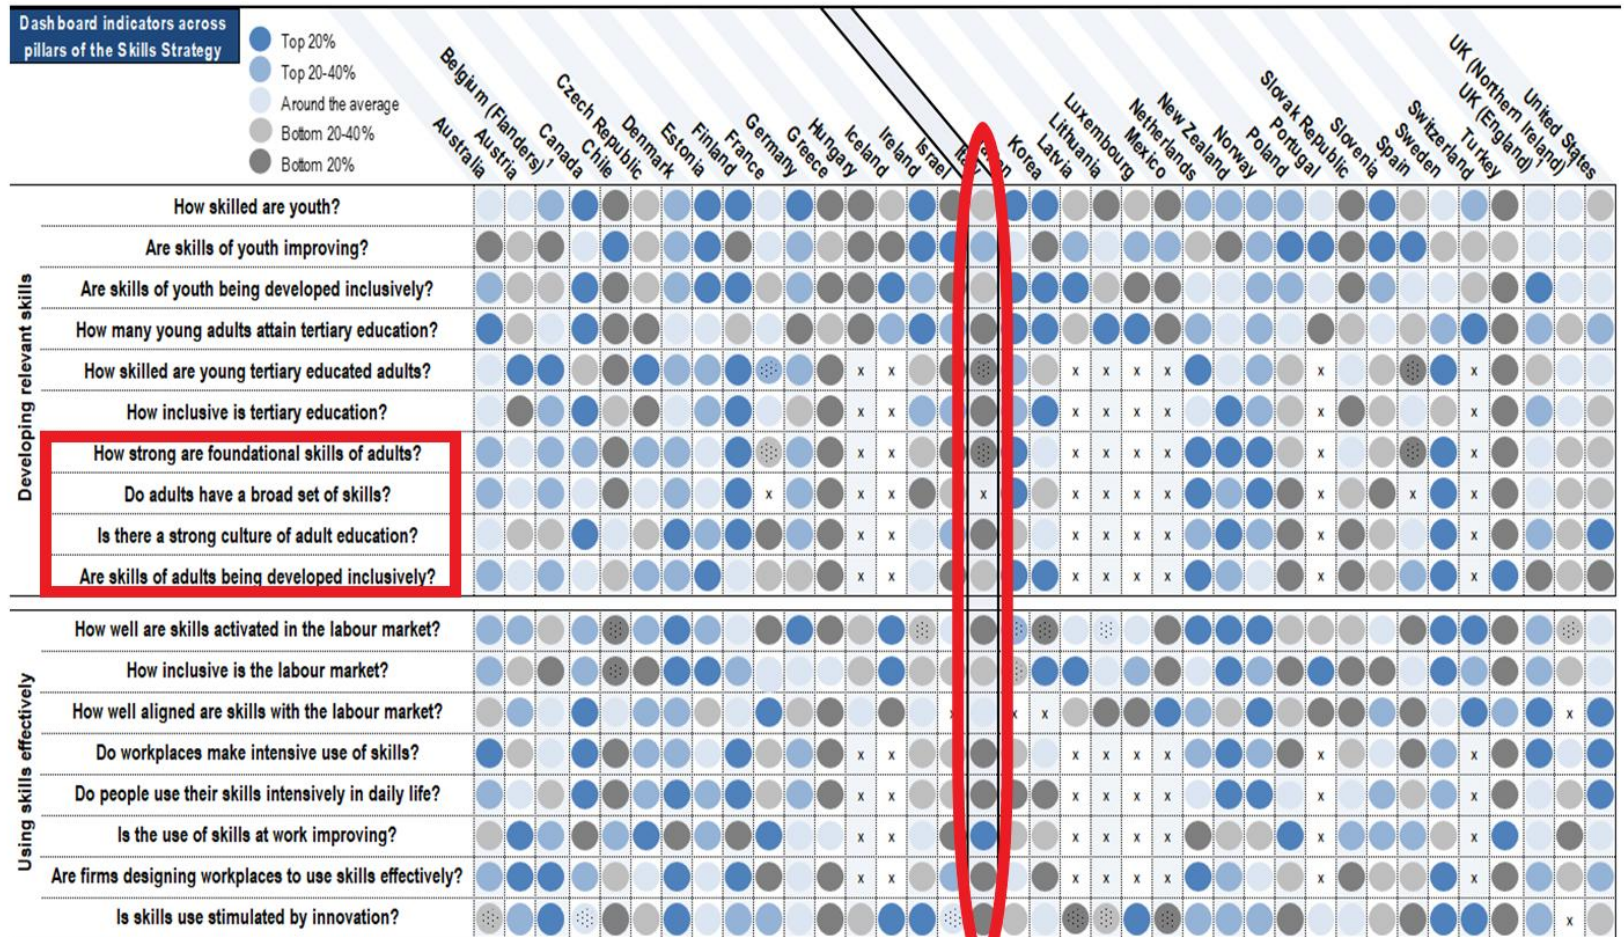 Dashboard indicators across
pillars of the Skills Strategy
Top 20%
Top 20-40%
Around the average
Bottom 20-40%
Bottom 20%
Australia
Austria
Belgium (Flanders)¹
Canada
Chile
Czech Republic
Denmark
Estonia
Finland
France
Germany
Greece
Hungary
Iceland
Ireland
Israel
Korea
Latvia
Lithuania
Luxembourg
Mexico
Netherlands
New Zealand
Norway
Poland
Portugal
Slovak Republic
Slovenia
Spain
Sweden
Switzerland
Turkey
UK (England)¹
UK (Northern Ireland)¹
United States
Developing relevant skills
How skilled are youth?
Are skills of youth improving?
Are skills of youth being developed inclusively?
How many young adults attain tertiary education?
How skilled are young tertiary educated adults?
x x x x x x x x
How inclusive is tertiary education?
x x x x x x x x
How strong are foundational skills of adults?
x x x x x x x x
Do adults have a broad set of skills?
x x x x x x x x x x x
Is there a strong culture of adult education?
x x x x x x x x
Are skills of adults being developed inclusively?
x x x x x x x x
Using skills effectively
How well are skills activated in the labour market?
How inclusive is the labour market?
How well aligned are skills with the labour market?
x x x x
Do workplaces make intensive use of skills?
x x x x x x x x
Do people use their skills intensively in daily life?
x x x x x x x x
Is the use of skills at work improving?
x x x x x x x x
Are firms designing workplaces to use skills effectively?
x x x x x x x x
Is skills use stimulated by innovation?
x